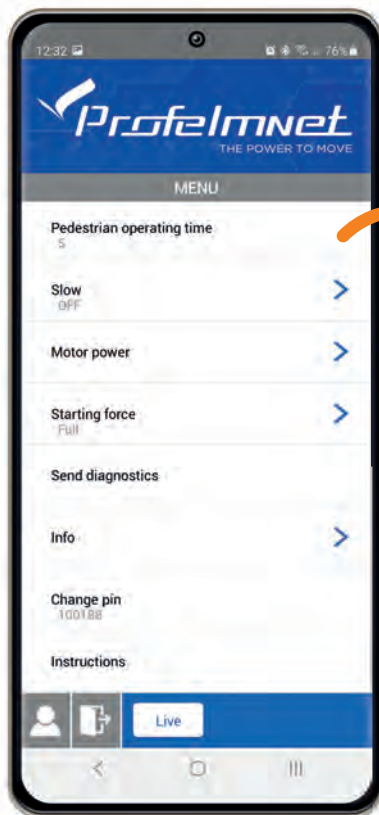 12:32
76%
Profelmnet
THE POWER TO MOVE
MENU
Pedestrian operating time
5
Slow
OFF
Motor power
Starting force
Full
Send diagnostics
Info
Change pin
100188
Instructions
Live